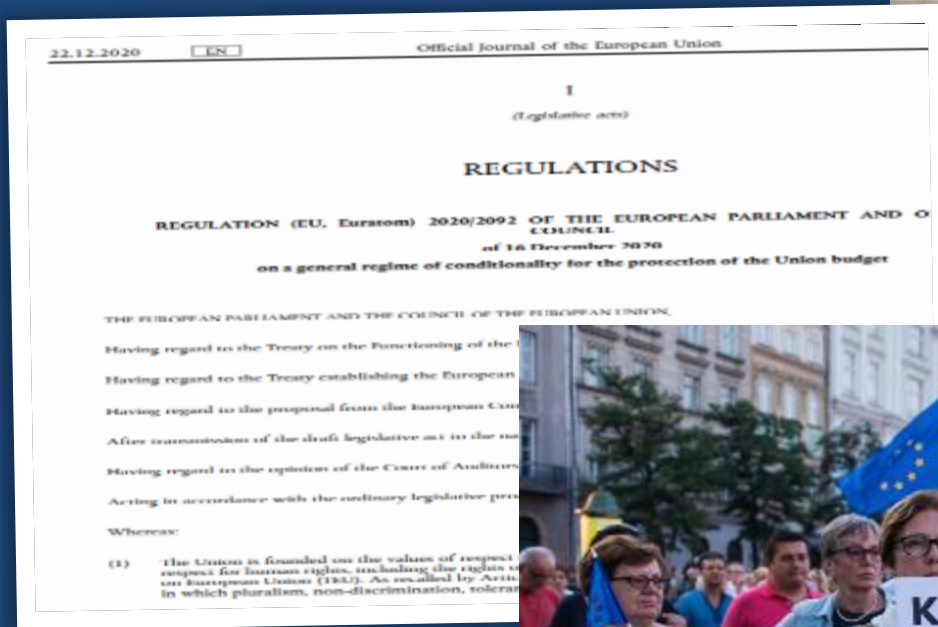 22.12.2020 EN Official Journal of the European Union
I
(Legislative acts)
REGULATIONS
REGULATION (EU, Euratom) 2020/2092 OF THE EUROPEAN PARLIAMENT AND O
COUNCIL
of 16 December 2020
on a general regime of conditionality for the protection of the Union budget
THE EUROPEAN PARLIAMENT AND THE COUNCIL OF THE EUROPEAN UNION,
Having regard to the Treaty on the Functioning of the
Having regard to the Treaty establishing the European
Having regard to the proposal from the European Com
After transmission of the draft legislative act to the na
Having regard to the opinion of the Court of Auditors
Acting in accordance with the ordinary legislative proc
Whereas:
(1) The Union is founded on the values of respect
respect for human rights, including the rights o
on European Union (TEU). As recalled by Artic
in which pluralism, non-discrimination, toleran
K